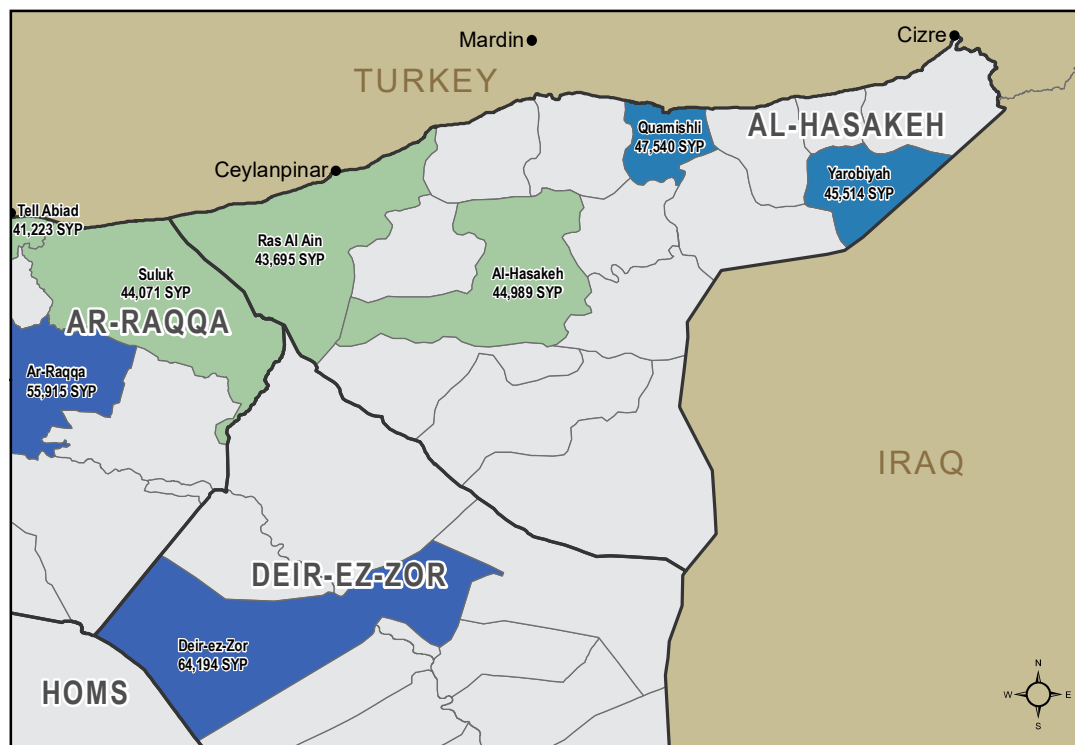 Cizre
Mardin
TURKEY
Quamishli
47,540 SYP
AL-HASAKEH
Ceylanpinar
Yarobiyah
45,514 SYP
Tell Abiad
41,223 SYP
Ras Al Ain
43,695 SYP
Suluk
44,071 SYP
Al-Hasakeh
44,989 SYP
AR-RAQQA
Ar-Raqqa
55,915 SYP
IRAQ
DEIR-EZ-ZOR
Deir-ez-Zor
64,194 SYP
HOMS
N
W
E
S